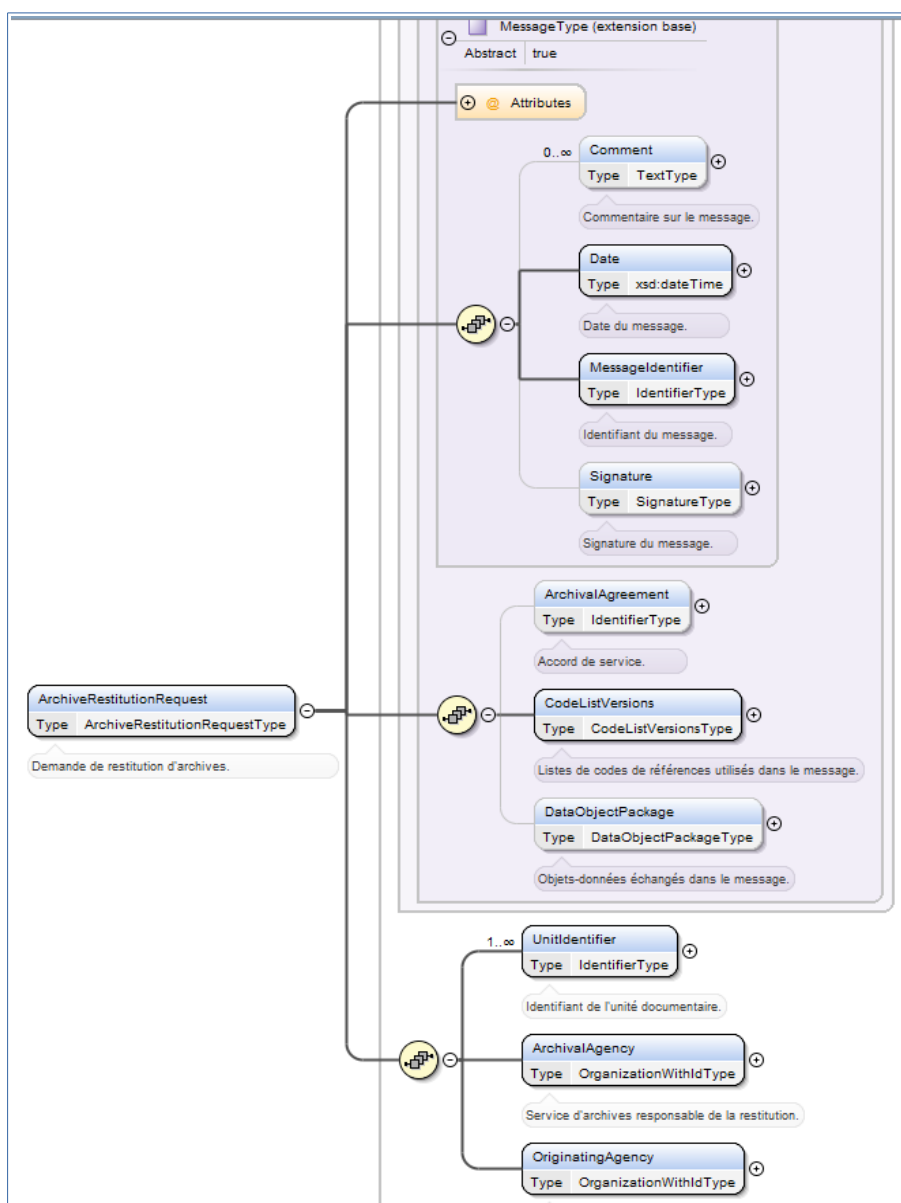 MessageType (extension base)
Abstract true
@ Attributes
0..∞ Comment
Type TextType
Commentaire sur le message.
Date
Type xsd:dateTime
Date du message.
MessageIdentifier
Type IdentifierType
Identifiant du message.
Signature
Type SignatureType
Signature du message.
ArchivalAgreement
Type IdentifierType
Accord de service.
ArchiveRestitutionRequest
Type ArchiveRestitutionRequestType
Demande de restitution d'archives.
CodeListVersions
Type CodeListVersionsType
Listes de codes de références utilisés dans le message.
DataObjectPackage
Type DataObjectPackageType
Objets-données échangés dans le message.
1..∞ UnitIdentifier
Type IdentifierType
Identifiant de l'unité documentaire.
ArchivalAgency
Type OrganizationWithIdType
Service d'archives responsable de la restitution.
OriginatingAgency
Type OrganizationWithIdType